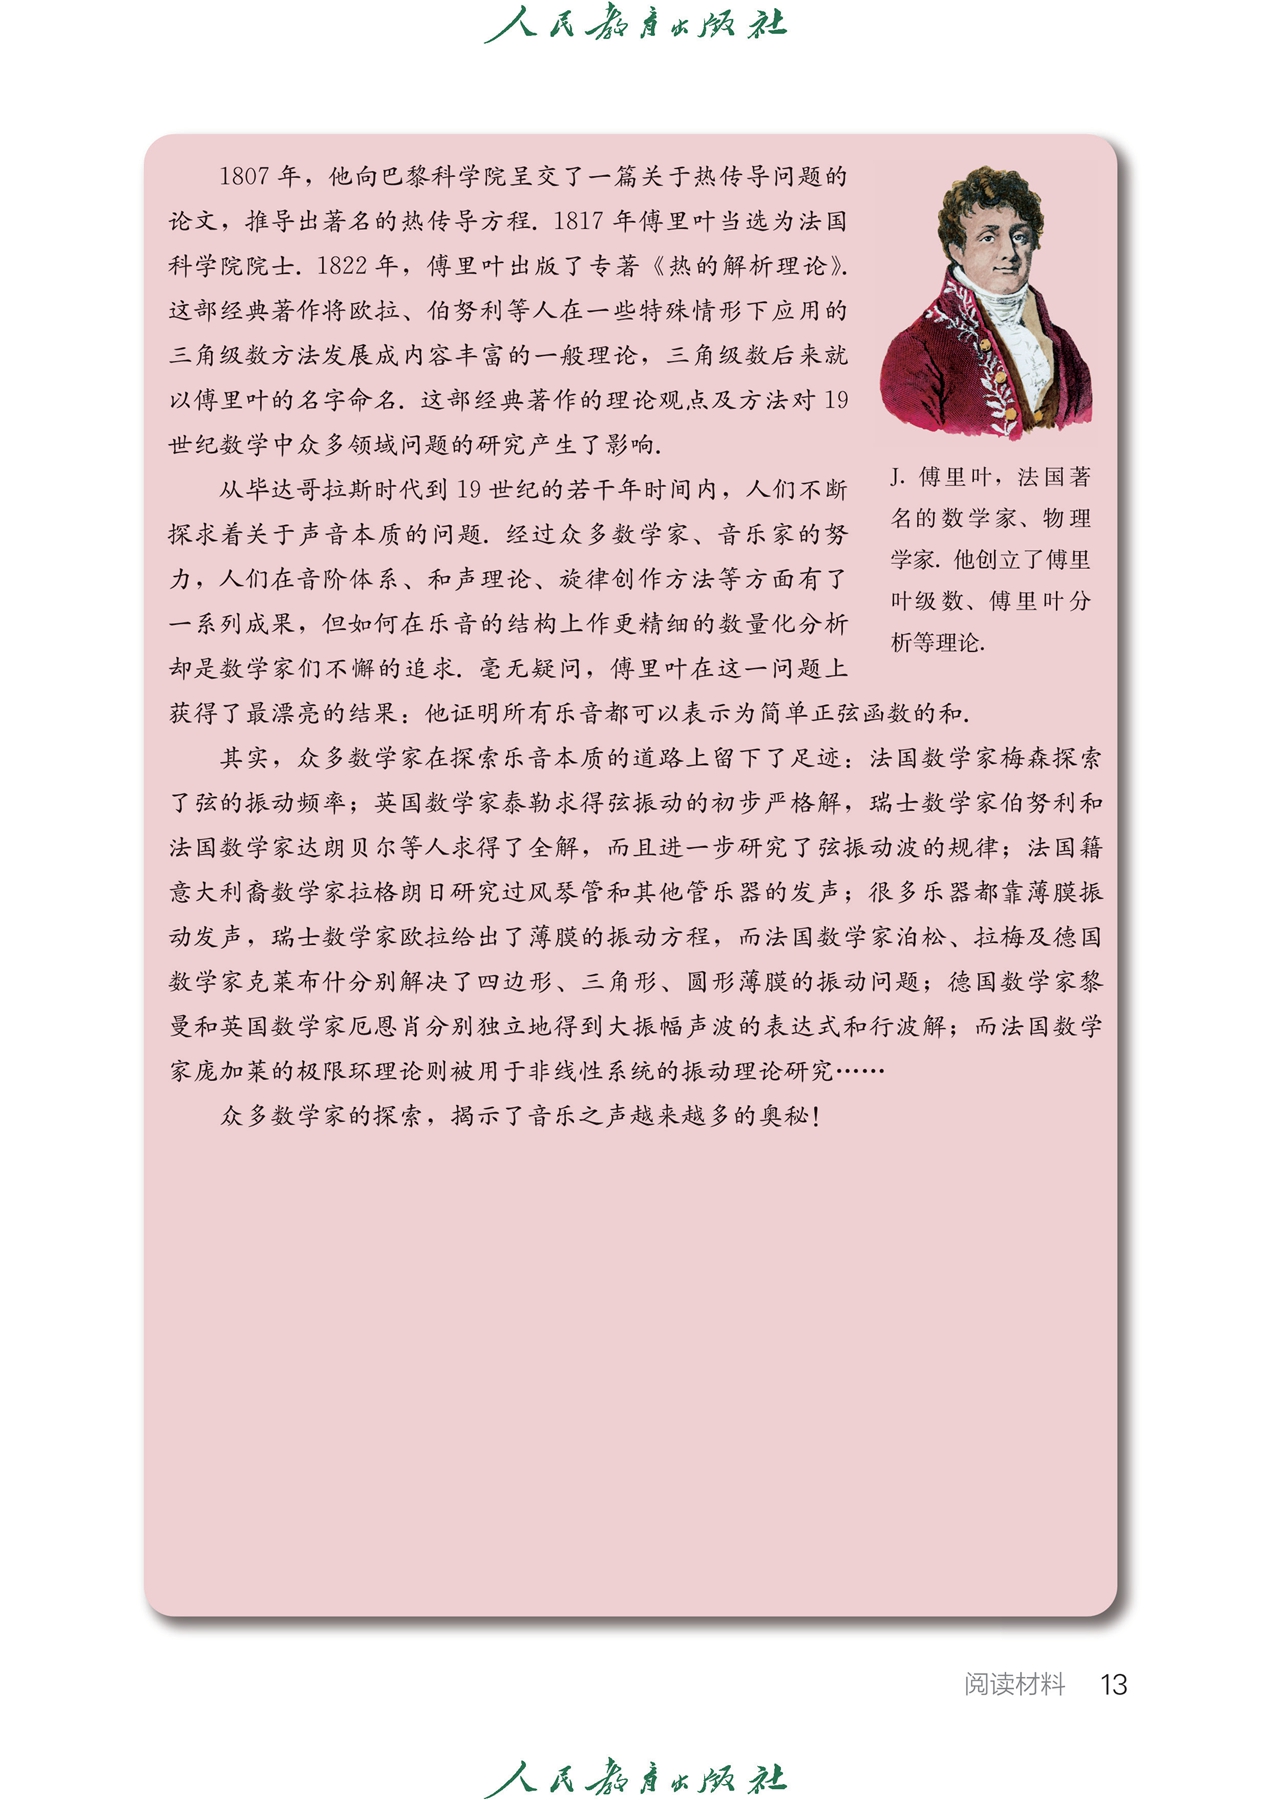 人民教育出版社
1807 年，他向巴黎科学院呈交了一篇关于热传导问题的
论文，推导出著名的热传导方程. 1817 年傅里叶当选为法国
科学院院士. 1822 年，傅里叶出版了专著《热的解析理论》.
这部经典著作将欧拉、伯努利等人在一些特殊情形下应用的
三角级数方法发展成内容丰富的一般理论，三角级数后来就
以傅里叶的名字命名. 这部经典著作的理论观点及方法对 19
世纪数学中众多领域问题的研究产生了影响.
从毕达哥拉斯时代到 19 世纪的若干年时间内，人们不断
探求着关于声音本质的问题. 经过众多数学家、音乐家的努
力，人们在音阶体系、和声理论、旋律创作方法等方面有了
一系列成果，但如何在乐音的结构上作更精细的数量化分析
却是数学家们不懈的追求. 毫无疑问，傅里叶在这一问题上
获得了最漂亮的结果：他证明所有乐音都可以表示为简单正弦函数的和.
J. 傅里叶，法国著
名的数学家、物理
学家. 他创立了傅里
叶级数、傅里叶分
析等理论.
其实，众多数学家在探索乐音本质的道路上留下了足迹：法国数学家梅森探索
了弦的振动频率；英国数学家泰勒求得弦振动的初步严格解，瑞士数学家伯努利和
法国数学家达朗贝尔等人求得了全解，而且进一步研究了弦振动波的规律；法国籍
意大利裔数学家拉格朗日研究过风琴管和其他管乐器的发声；很多乐器都靠薄膜振
动发声，瑞士数学家欧拉给出了薄膜的振动方程，而法国数学家泊松、拉梅及德国
数学家克莱布什分别解决了四边形、三角形、圆形薄膜的振动问题；德国数学家黎
曼和英国数学家厄恩肖分别独立地得到大振幅声波的表达式和行波解；而法国数学
家庞加莱的极限环理论则被用于非线性系统的振动理论研究……
众多数学家的探索，揭示了音乐之声越来越多的奥秘！
阅读材料 13
人民教育出版社